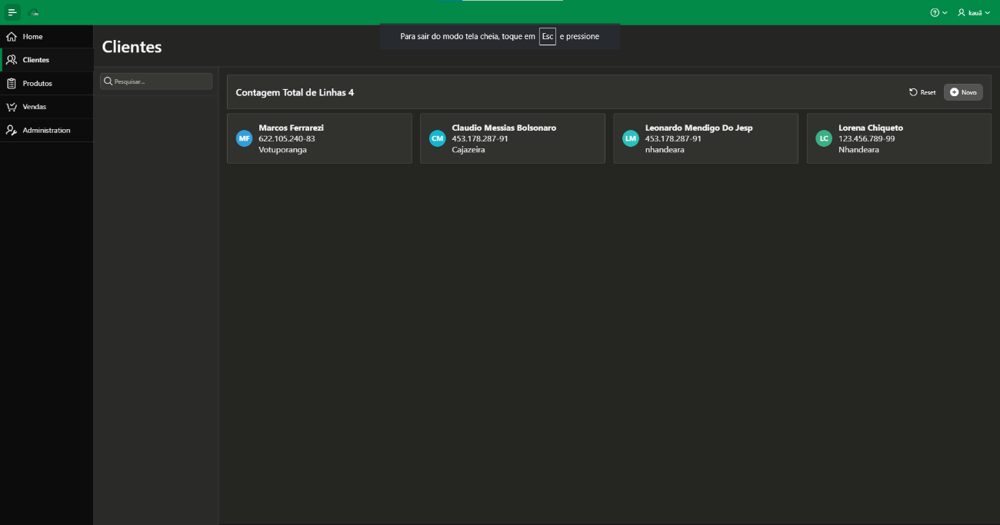 kauã
Para sair do modo tela cheia, toque em Esc e pressione
Home
Clientes
Produtos
Vendas
Administration
Clientes
Pesquisar...
Contagem Total de Linhas 4
Reset
Novo
MF
Marcos Ferrarezi
622.105.240-83
Votuporanga
CM
Claudio Messias Bolsonaro
453.178.287-91
Cajazeira
LM
Leonardo Mendigo Do Jesp
453.178.287-91
nhandeara
LC
Lorena Chiqueto
123.456.789-99
Nhandeara